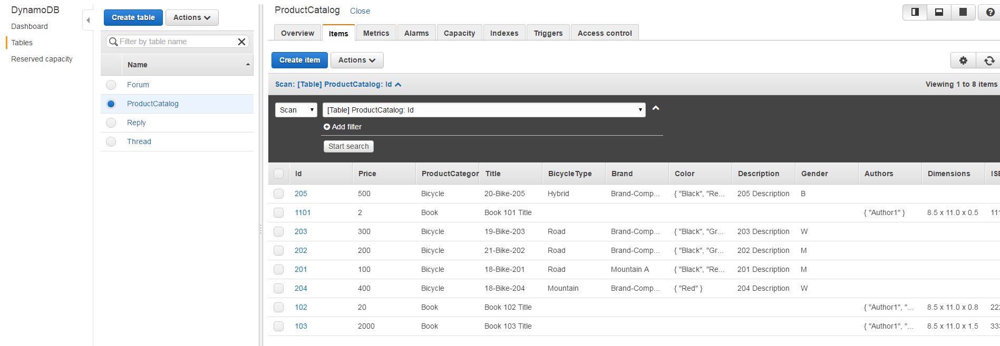 DynamoDB
Dashboard
Tables
Reserved capacity
Create table Actions
Filter by table name
Name
Forum
ProductCatalog
Reply
Thread
ProductCatalog Close
Overview Items Metrics Alarms Capacity Indexes Triggers Access control
Create item Actions
Scan: [Table] ProductCatalog: Id Viewing 1 to 8 items
Scan [Table] ProductCatalog: Id
Add filter
Start search
Id Price ProductCategor Title BicycleType Brand Color Description Gender Authors Dimensions ISB
205 500 Bicycle 20-Bike-205 Hybrid Brand-Comp... { "Black", "Re... 205 Description B
1101 2 Book Book 101 Title { "Author1" } 8.5 x 11.0 x 0.5 111
203 300 Bicycle 19-Bike-203 Road Brand-Comp... { "Black", "Gr... 203 Description W
202 200 Bicycle 21-Bike-202 Road Brand-Comp... { "Black", "Gr... 202 Description M
201 100 Bicycle 18-Bike-201 Road Mountain A { "Black", "Re... 201 Description M
204 400 Bicycle 18-Bike-204 Mountain Brand-Comp... { "Red" } 204 Description W
102 20 Book Book 102 Title { "Author1", "... 8.5 x 11.0 x 0.8 222
103 2000 Book Book 103 Title { "Author1", "... 8.5 x 11.0 x 1.5 333